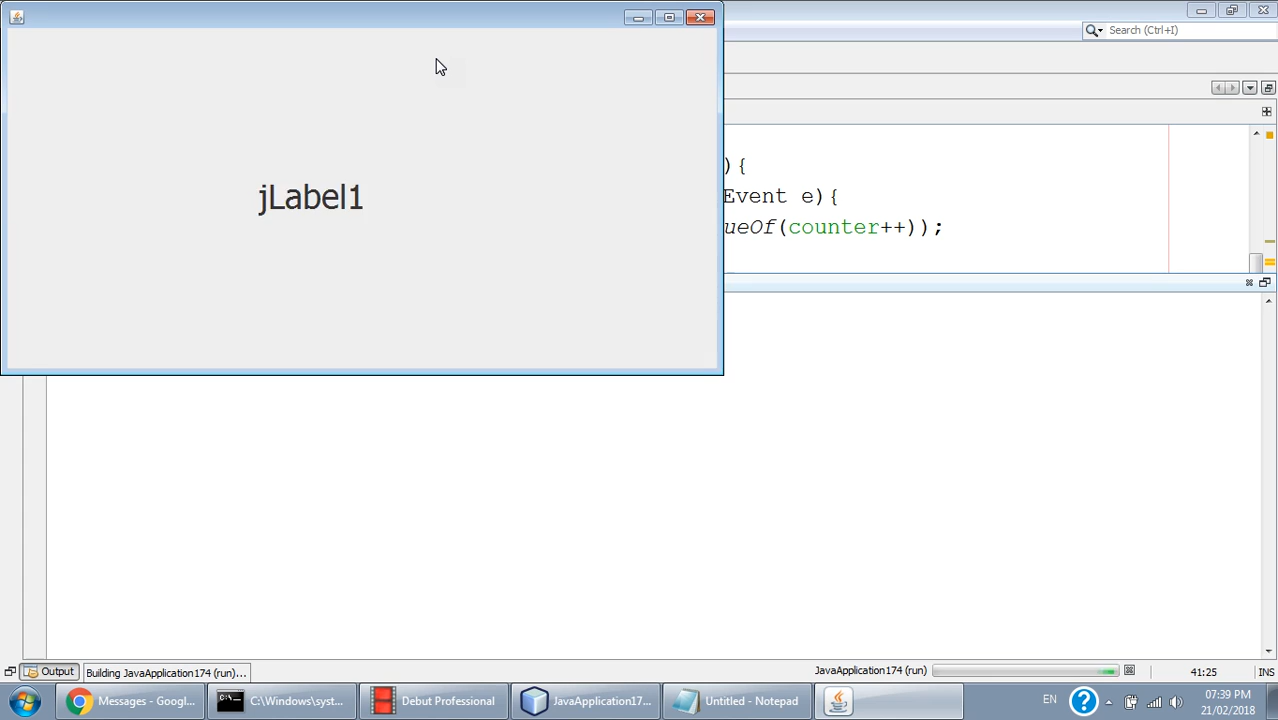 Search (Ctrl+I)
jLabel1
){
Event e){
ueOf(counter++));
Output
Building JavaApplication174 (run)...
JavaApplication174 (run)
41:25
INS
Messages - Googl...
C:\Windows\syst...
Debut Professional
JavaApplication17...
Untitled - Notepad
EN
07:39 PM
21/02/2018